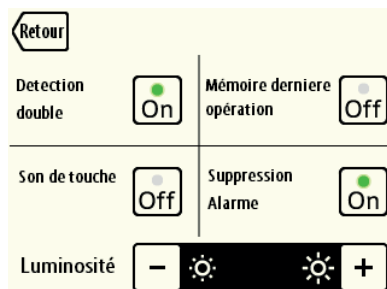 Retour
Detection
double
On
Mémoire derniere
opération
Off
Son de touche
Off
Suppression
Alarme
On
Luminosité
−
+